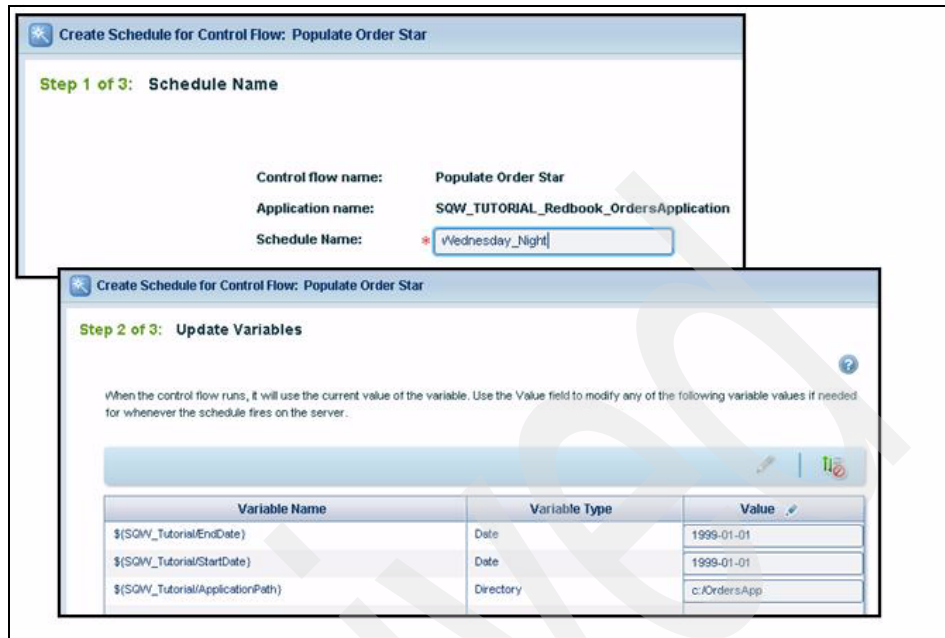 Create Schedule for Control Flow: Populate Order Star
Step 1 of 3: Schedule Name
Control flow name: Populate Order Star
Application name: SQW_TUTORIAL_Redbook_OrdersApplication
Schedule Name: * Wednesday_Night
Create Schedule for Control Flow: Populate Order Star
Step 2 of 3: Update Variables
?
When the control flow runs, it will use the current value of the variable. Use the Value field to modify any of the following variable values if needed
for whenever the schedule fires on the server.
Variable Name Variable Type Value
${SQW_Tutorial/EndDate} Date 1999-01-01
${SQW_Tutorial/StartDate} Date 1999-01-01
${SQW_Tutorial/ApplicationPath} Directory c:/OrdersApp